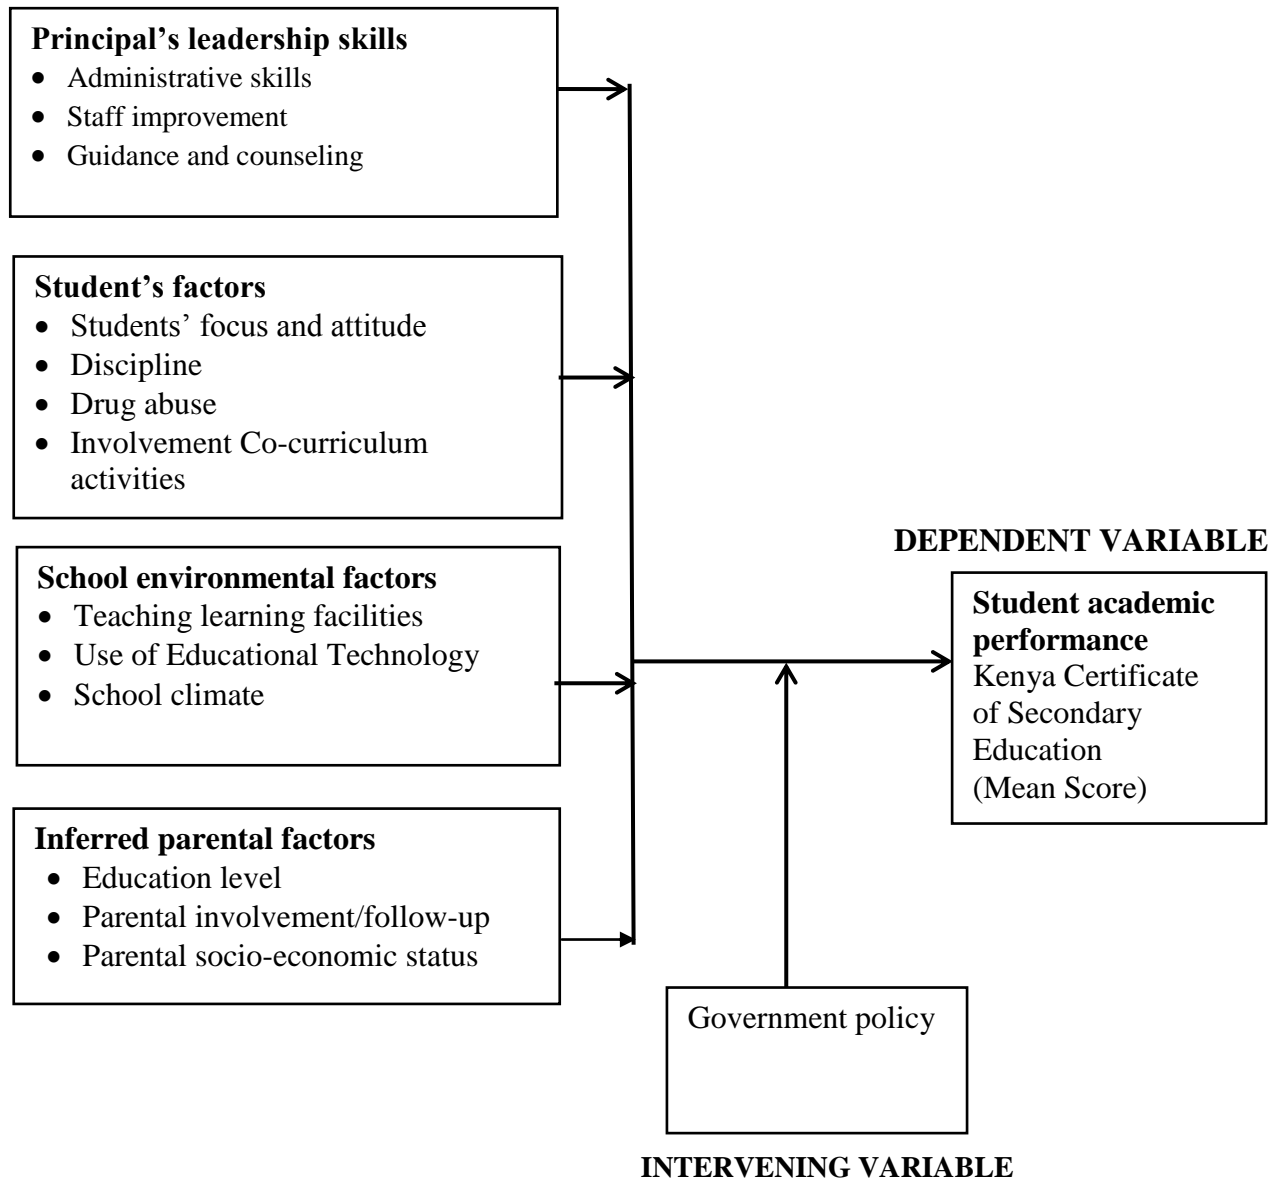 Principal’s leadership skills
• Administrative skills
• Staff improvement
• Guidance and counseling
Student’s factors
• Students’ focus and attitude
• Discipline
• Drug abuse
• Involvement Co-curriculum
activities
School environmental factors
• Teaching learning facilities
• Use of Educational Technology
• School climate
Inferred parental factors
• Education level
• Parental involvement/follow-up
• Parental socio-economic status
DEPENDENT VARIABLE
Student academic
performance
Kenya Certificate
of Secondary
Education
(Mean Score)
Government policy
INTERVENING VARIABLE